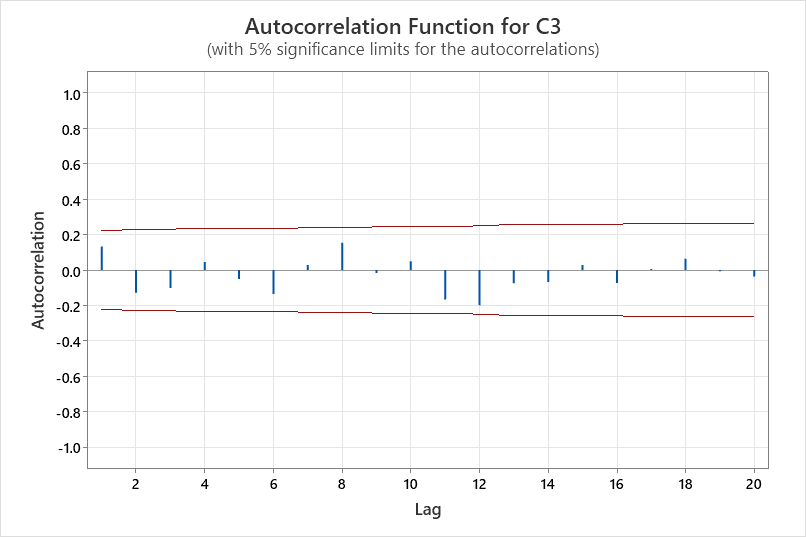 Autocorrelation Function for C3
(with 5% significance limits for the autocorrelations)
1.0
0.8
0.6
0.4
0.2
0.0
-0.2
-0.4
-0.6
-0.8
-1.0
Autocorrelation
2 4 6 8 10 12 14 16 18 20
Lag